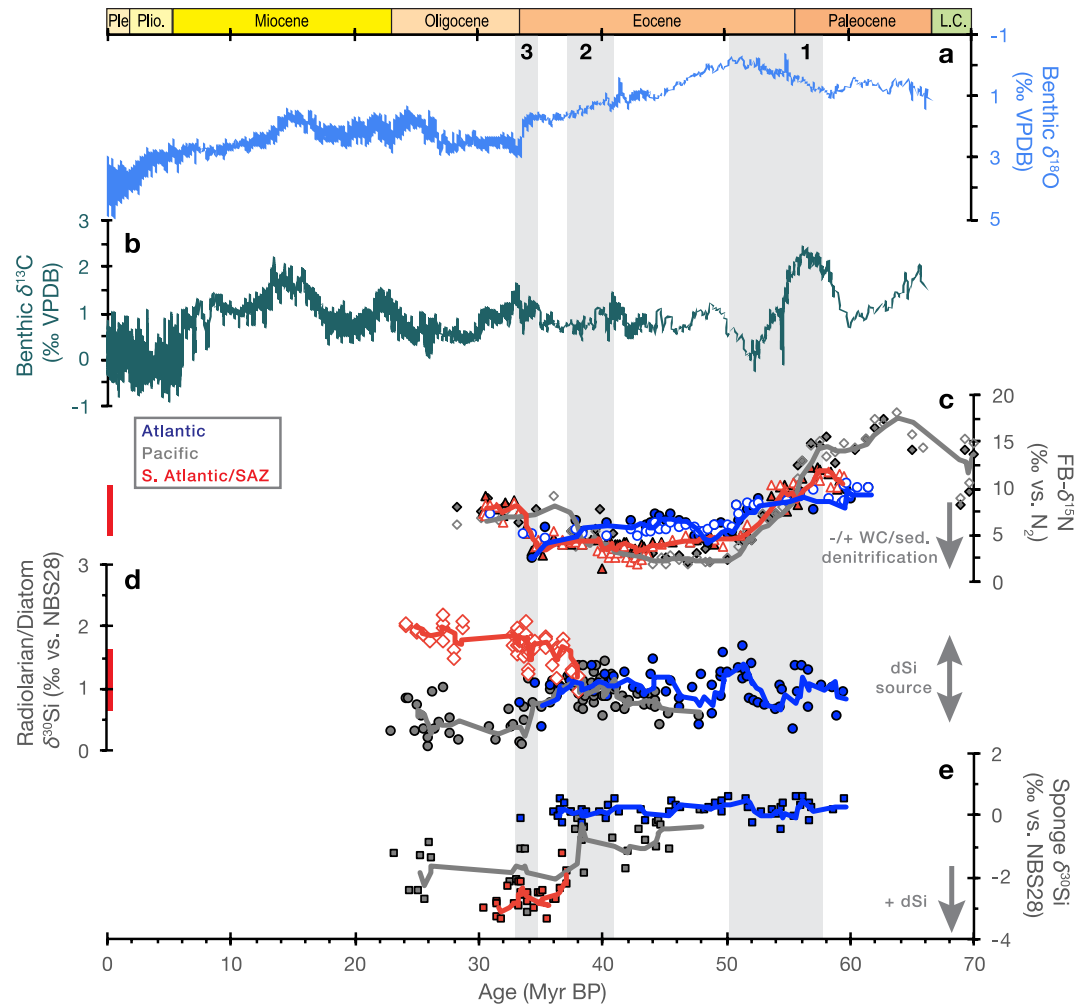 Ple Plio. Miocene Oligocene Eocene Paleocene L.C.
3 2 1
a
-1
1
3
5
Benthic δ18O
(‰ VPDB)
b
3
2
1
0
-1
Benthic δ13C
(‰ VPDB)
Atlantic
Pacific
S. Atlantic/SAZ
c
20
15
10
5
0
FB-δ15N
(‰ vs. N2)
-/+ WC/sed.
denitrification
d
3
2
1
0
Radiolarian/Diatom
δ30Si (‰ vs. NBS28)
dSi
source
e
2
0
-2
-4
Sponge δ30Si
(‰ vs. NBS28)
+ dSi
0 10 20 30 40 50 60 70
Age (Myr BP)